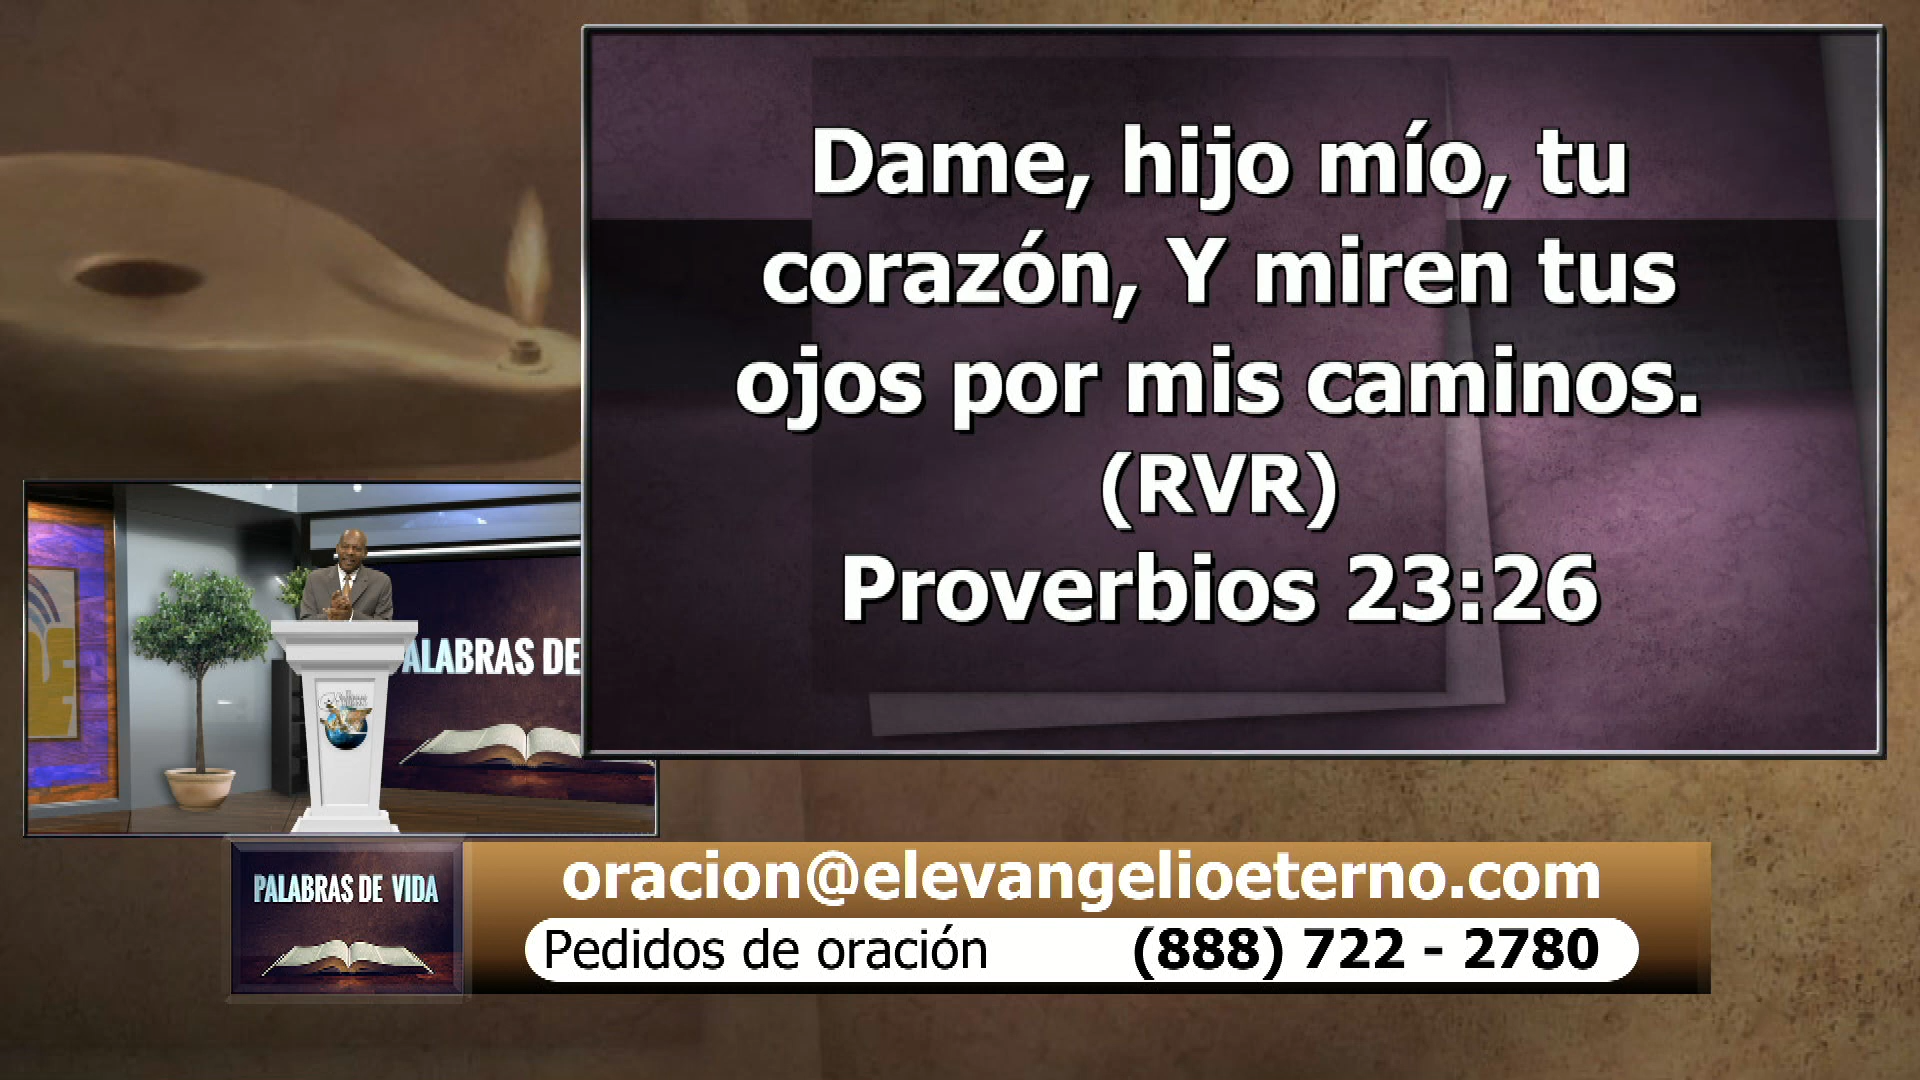 Dame, hijo mío, tu
corazón, Y miren tus
ojos por mis caminos.
(RVR)
Proverbios 23:26
ALABRAS DE
PALABRAS DE VIDA
oracion@elevangelioeterno.com
Pedidos de oración (888) 722 - 2780